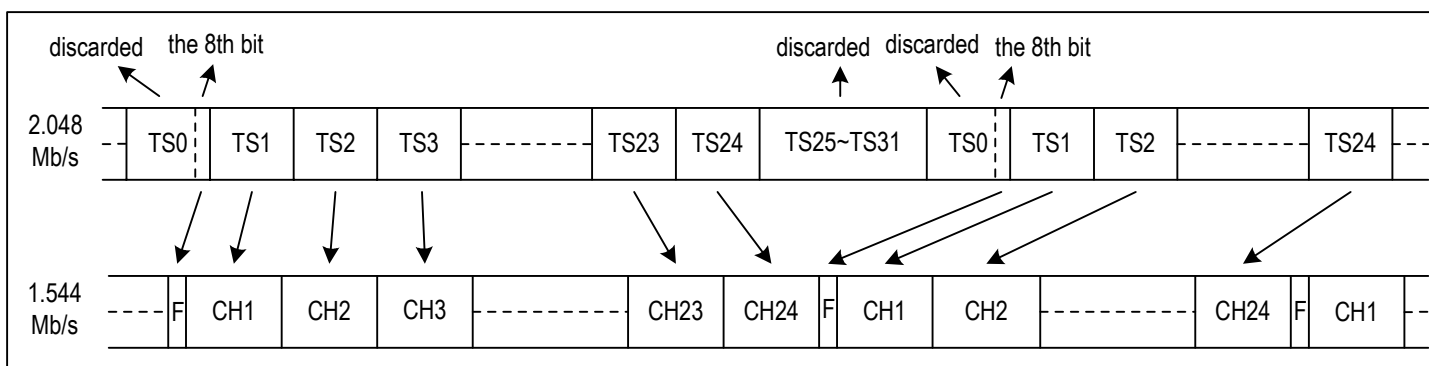 discarded the 8th bit discarded discarded the 8th bit
2.048
Mb/s
TS0 TS1 TS2 TS3 TS23 TS24 TS25~TS31 TS0 TS1 TS2 TS24
1.544
Mb/s
F CH1 CH2 CH3 CH23 CH24 F CH1 CH2 CH24 F CH1